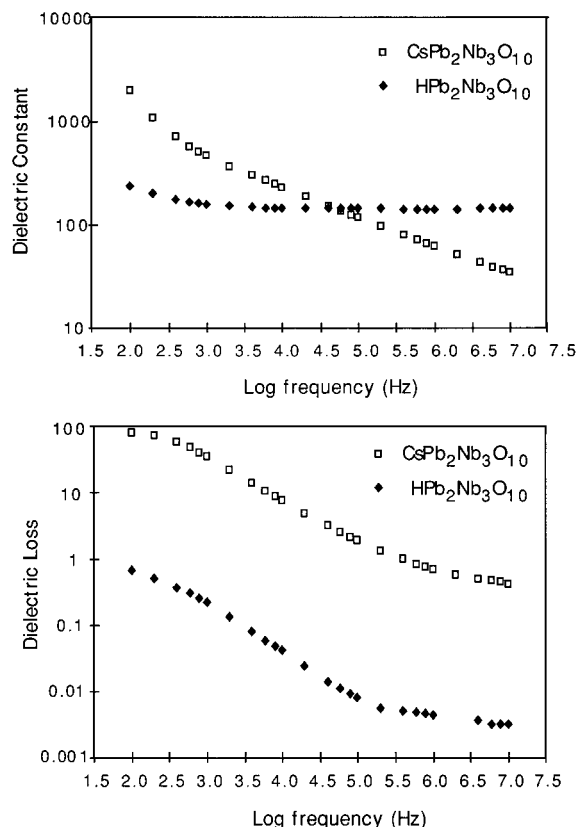 10000
1000
100
10
Dielectric Constant
CsPb₂Nb₃O₁₀
HPb₂Nb₃O₁₀
1.5 2.0 2.5 3.0 3.5 4.0 4.5 5.0 5.5 6.0 6.5 7.0 7.5
Log frequency (Hz)
100
10
1
0.1
0.01
0.001
Dielectric Loss
CsPb₂Nb₃O₁₀
HPb₂Nb₃O₁₀
1.5 2.0 2.5 3.0 3.5 4.0 4.5 5.0 5.5 6.0 6.5 7.0 7.5
Log frequency (Hz)